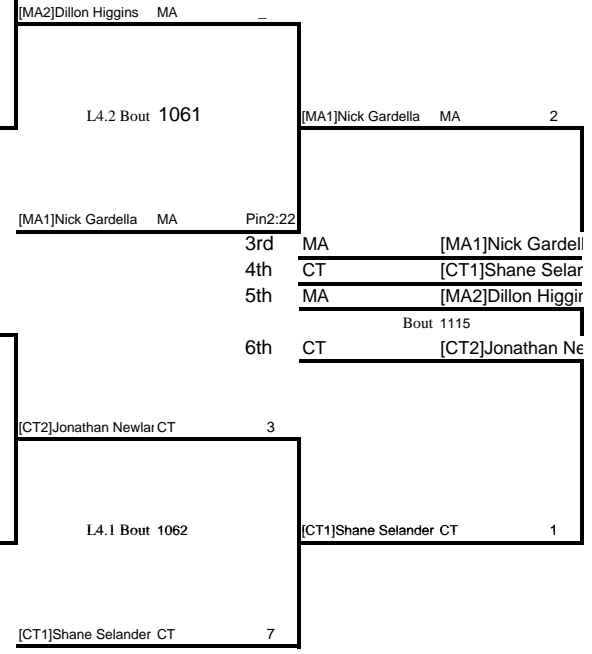 [MA2]Dillon Higgins MA _
L4.2 Bout 1061
[MA1]Nick Gardella MA 2
[MA1]Nick Gardella MA Pin2:22
3rd MA [MA1]Nick Gardell
4th CT [CT1]Shane Selar
5th MA [MA2]Dillon Higgin
Bout 1115
6th CT [CT2]Jonathan Ne
[CT2]Jonathan Newlar CT 3
L4.1 Bout 1062
[CT1]Shane Selander CT 1
[CT1]Shane Selander CT 7